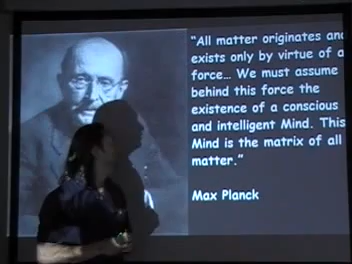 “All matter originates and
exists only by virtue of a
force… We must assume
behind this force the
existence of a conscious
and intelligent Mind. This
Mind is the matrix of all
matter.”
Max Planck